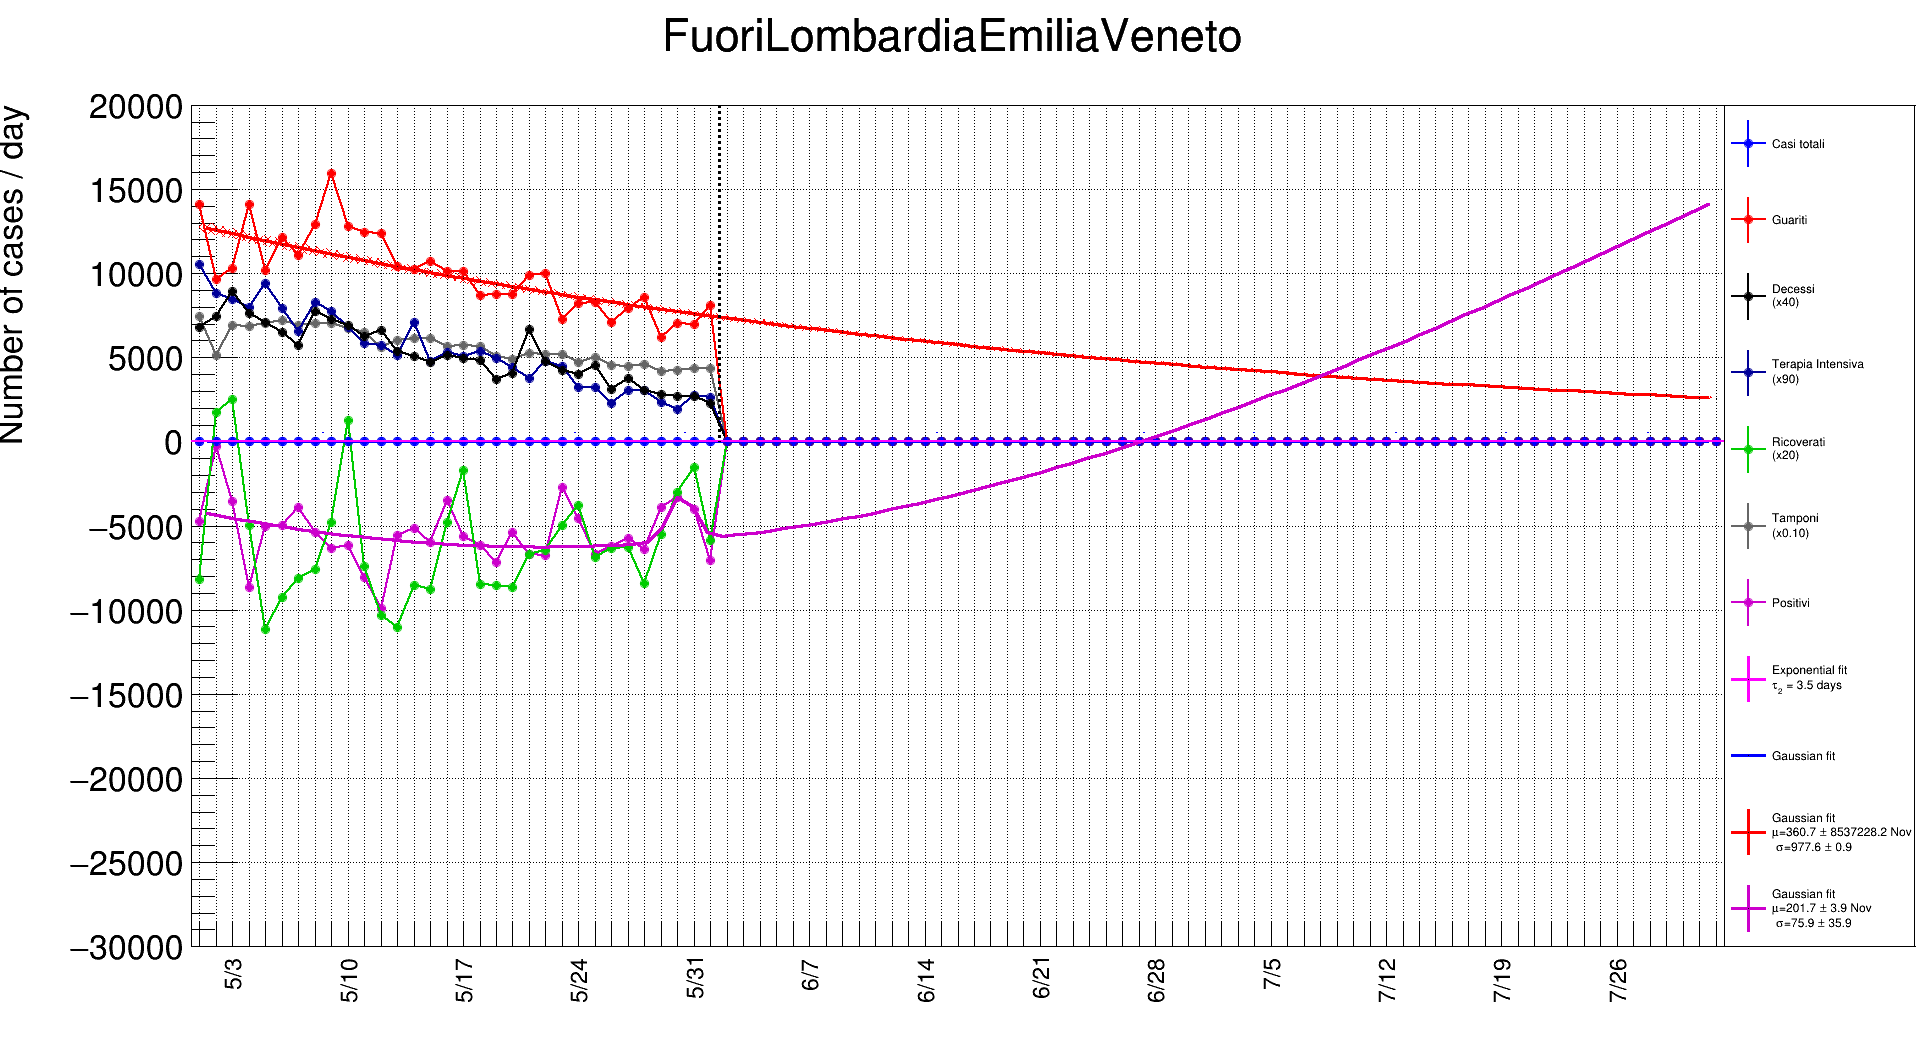 FuoriLombardiaEmiliaVeneto
Number of cases / day
20000
15000
10000
5000
0
−5000
−10000
−15000
−20000
−25000
−30000
5/3
5/10
5/17
5/24
5/31
6/7
6/14
6/21
6/28
7/5
7/12
7/19
7/26
Casi totali
Guariti
Decessi
(x40)
Terapia Intensiva
(x90)
Ricoverati
(x20)
Tamponi
(x0.10)
Positivi
Exponential fit
τ2 = 3.5 days
Gaussian fit
Gaussian fit
μ=360.7 ± 8537228.2 Nov
σ=977.6 ± 0.9
Gaussian fit
μ=201.7 ± 3.9 Nov
σ=75.9 ± 35.9